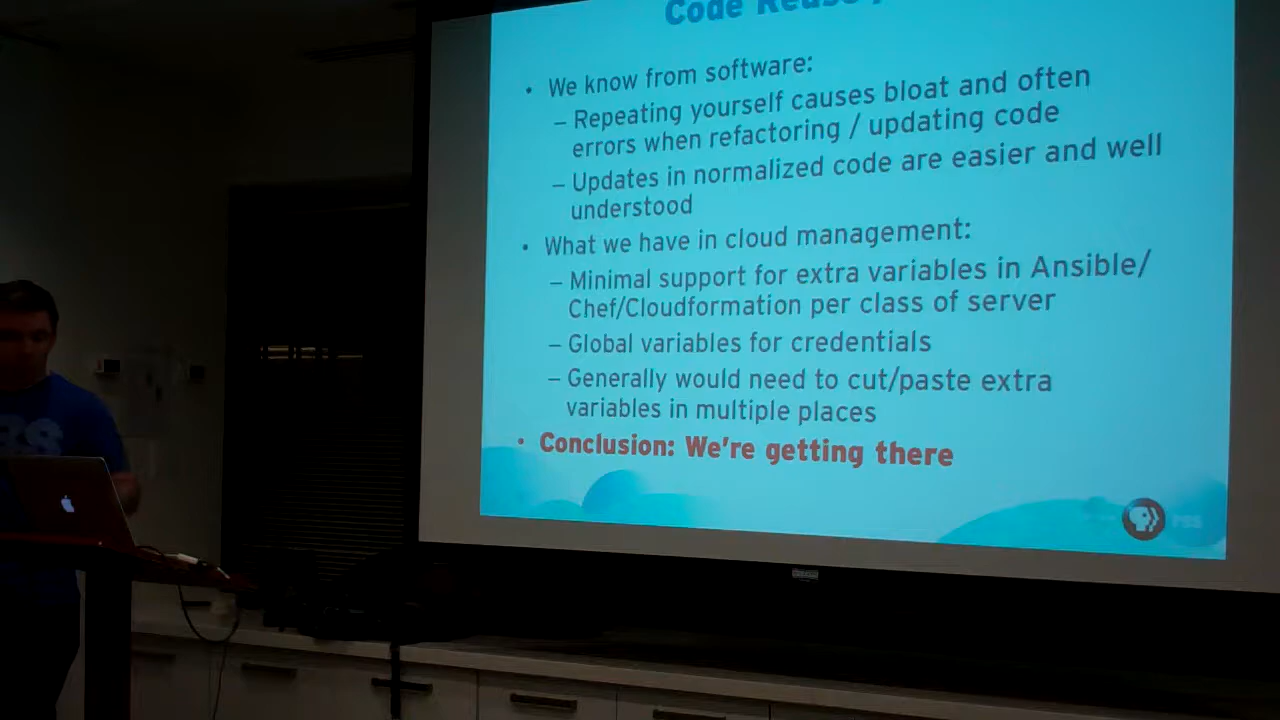 Code Reuse
• We know from software:
– Repeating yourself causes bloat and often
errors when refactoring / updating code
– Updates in normalized code are easier and well
understood
• What we have in cloud management:
– Minimal support for extra variables in Ansible/
Chef/Cloudformation per class of server
– Global variables for credentials
– Generally would need to cut/paste extra
variables in multiple places
• Conclusion: We're getting there
PBS